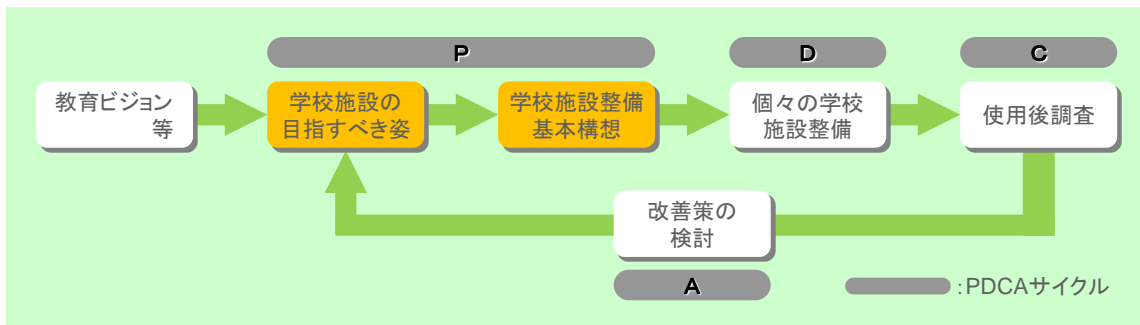 P
D
C
教育ビジョン
等
学校施設の
目指すべき姿
学校施設整備
基本構想
個々の学校
施設整備
使用後調査
改善策の
検討
A
:PDCAサイクル